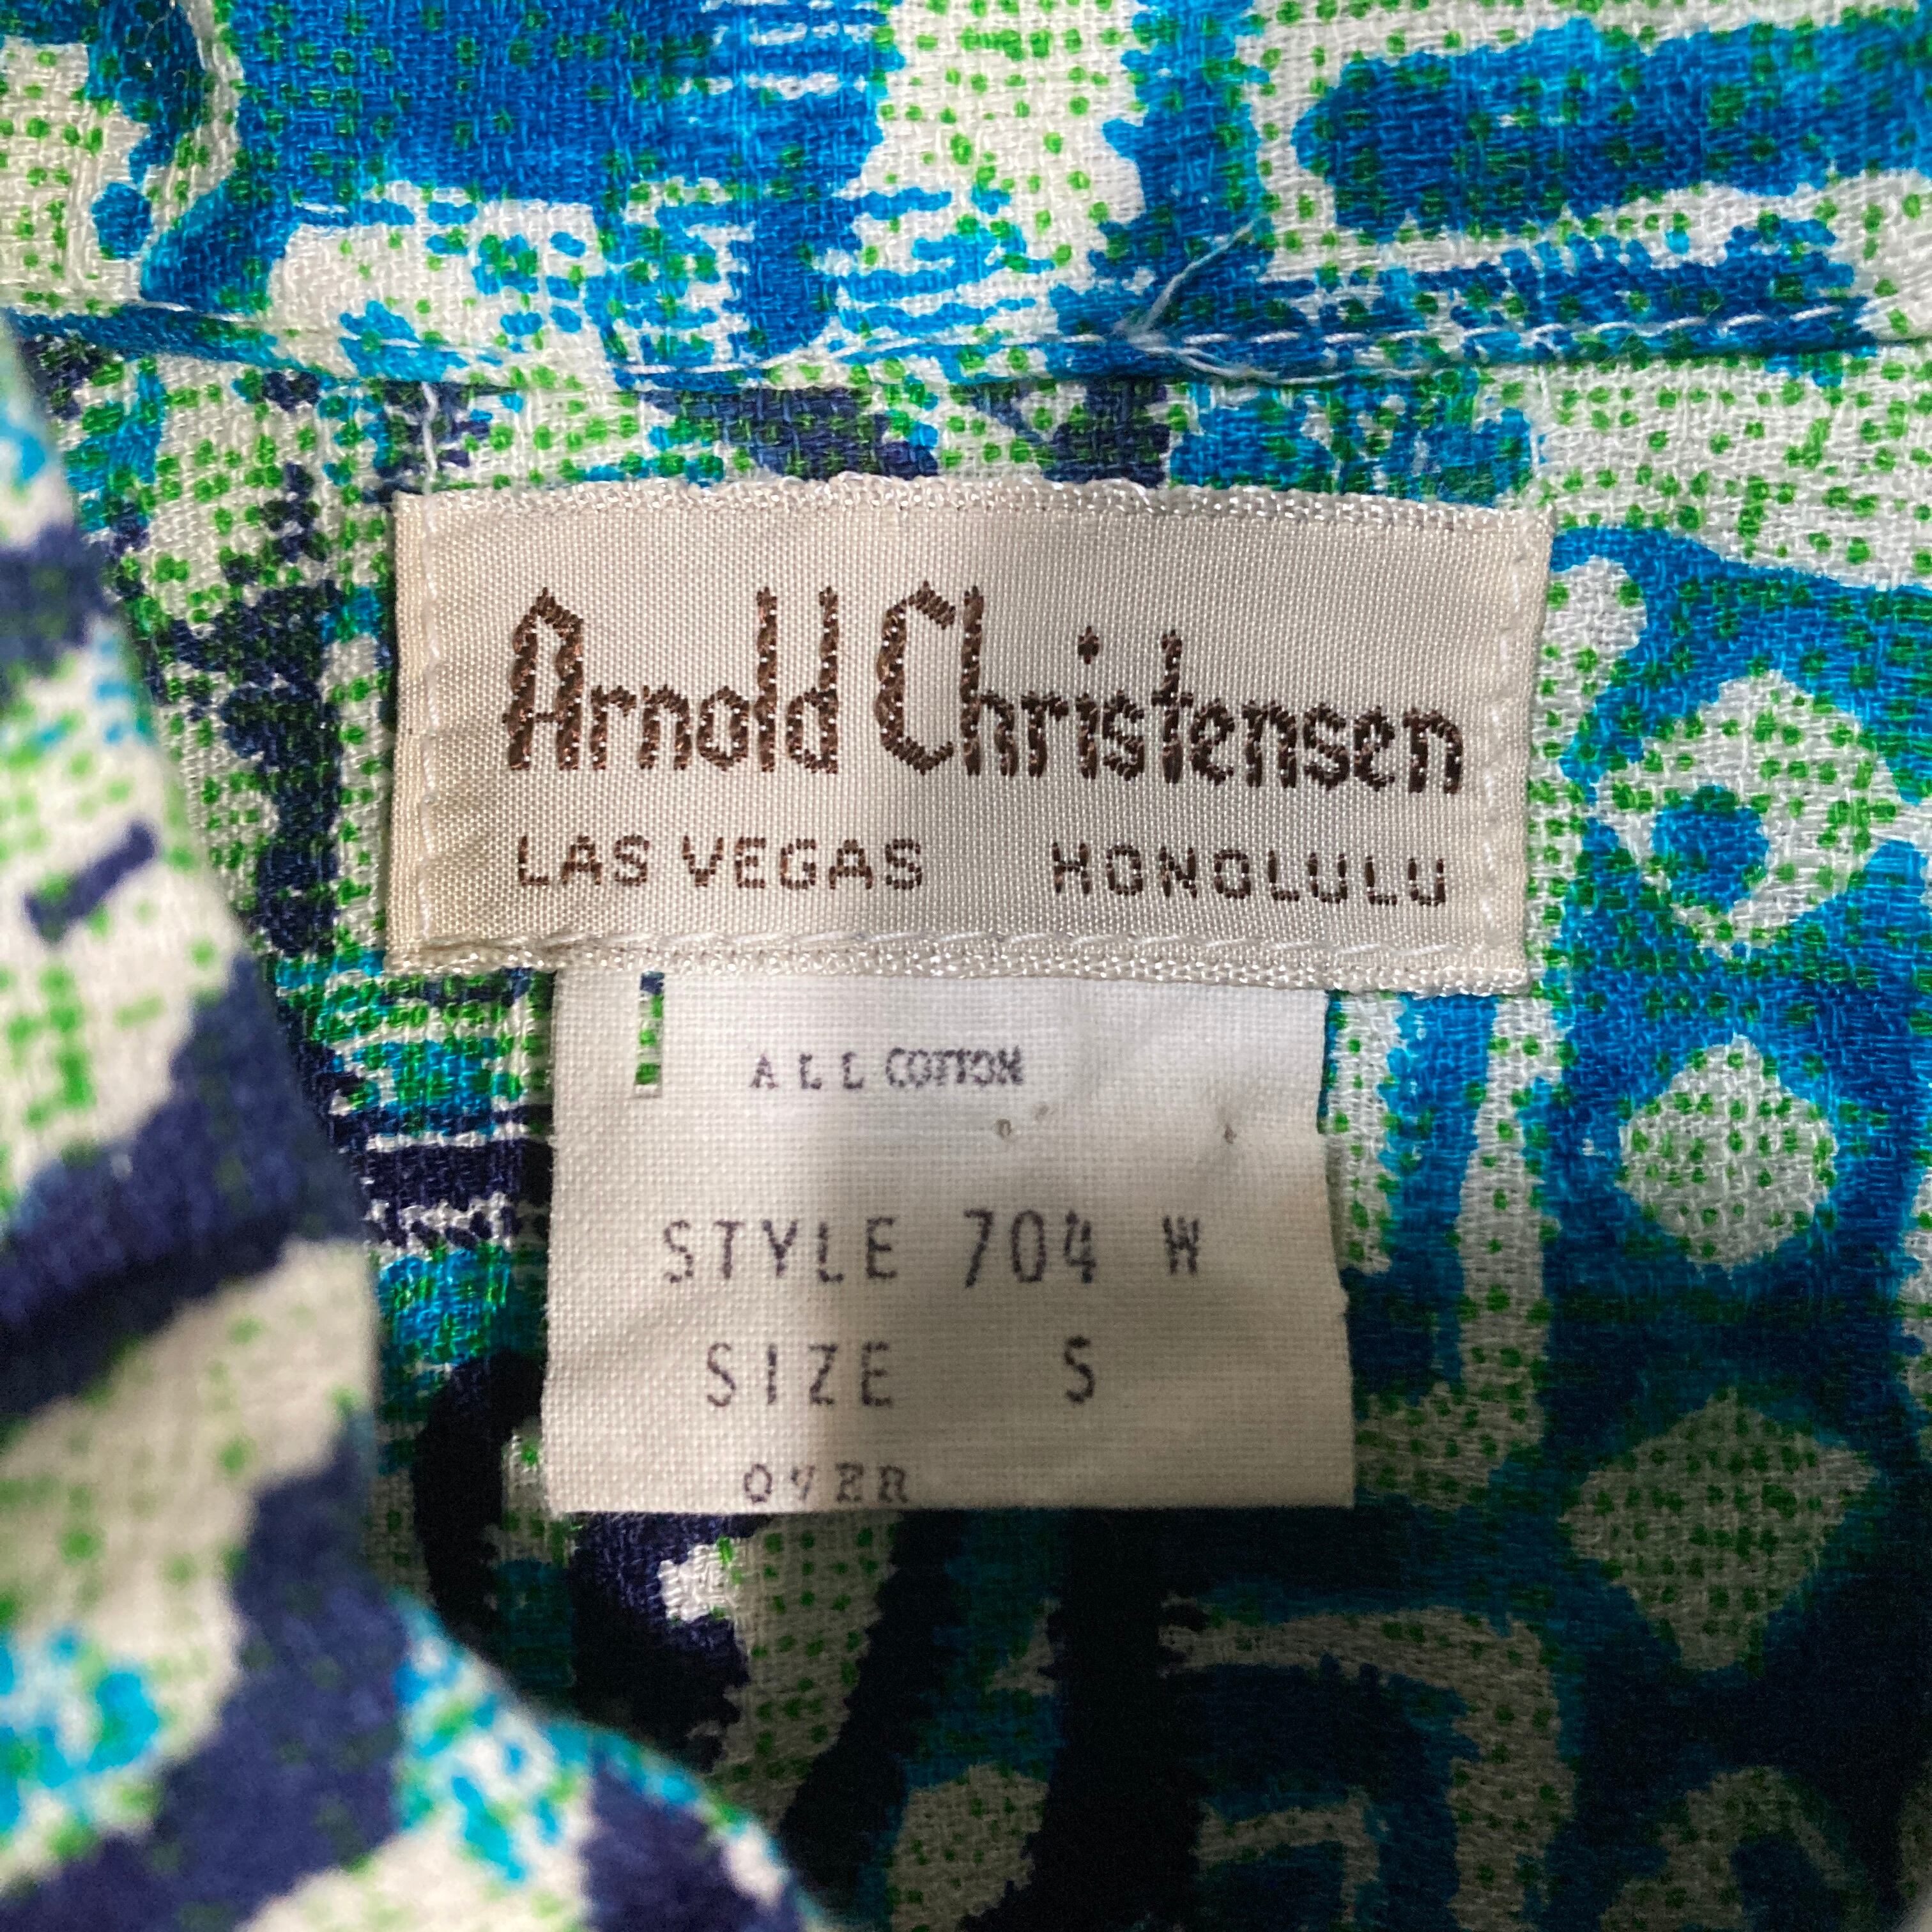 Arnold Christensen
LAS VEGAS HONOLULU
ALL COTTON
STYLE 704 W
SIZE S
OVER